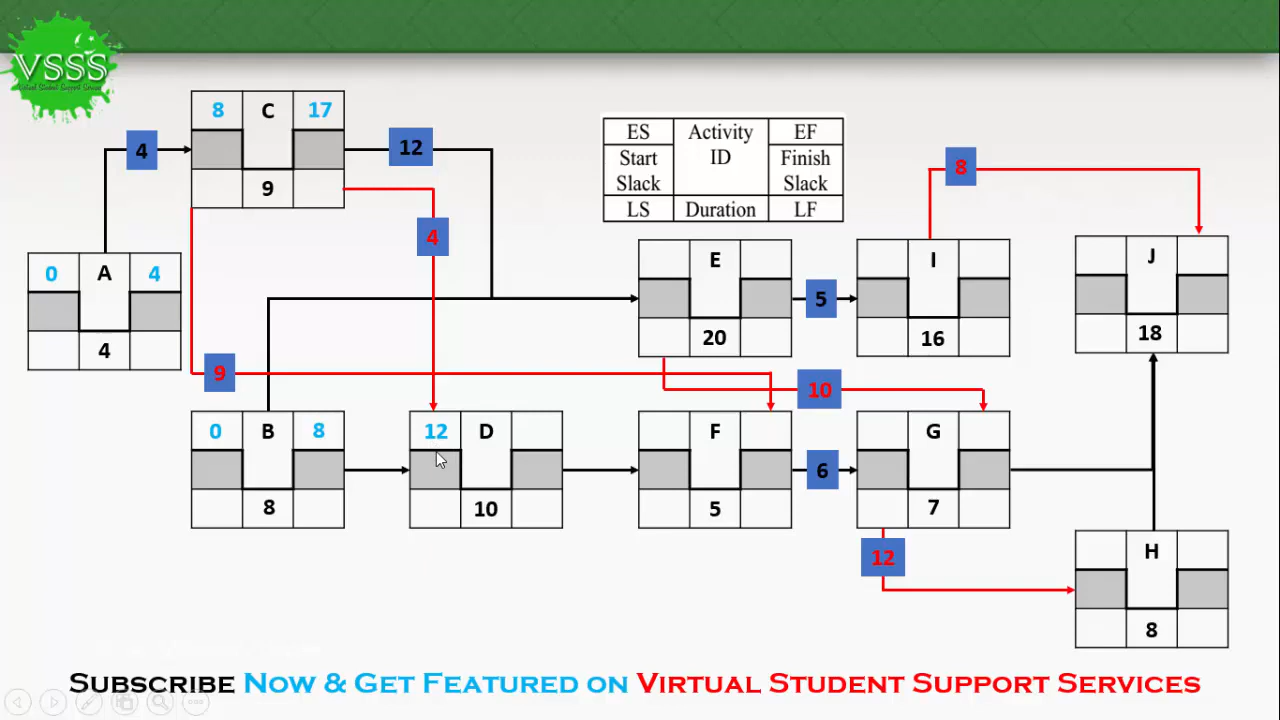 VSSS
8 C 17
9
4
12
4
0 A 4
4
ES Activity ID EF
Start Slack Finish Slack
LS Duration LF
8
E
20
5
I
16
J
18
9
10
0 B 8
8
12 D
10
F
5
6
G
7
12
H
8
SUBSCRIBE NOW & GET FEATURED ON VIRTUAL STUDENT SUPPORT SERVICES